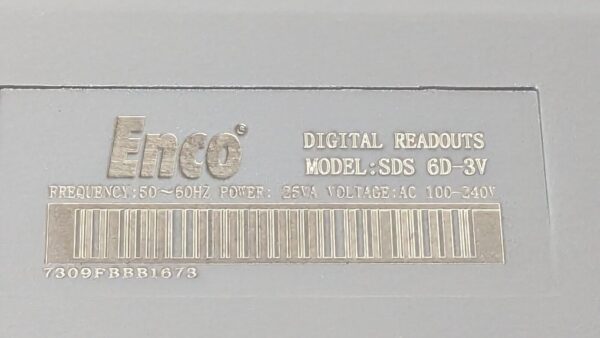 Enco®
DIGITAL READOUTS
MODEL:SDS 6D-3V
FREQUENCY:50~60HZ POWER: 25VA VOLTAGE:AC 100-240V
7309FBBB1673